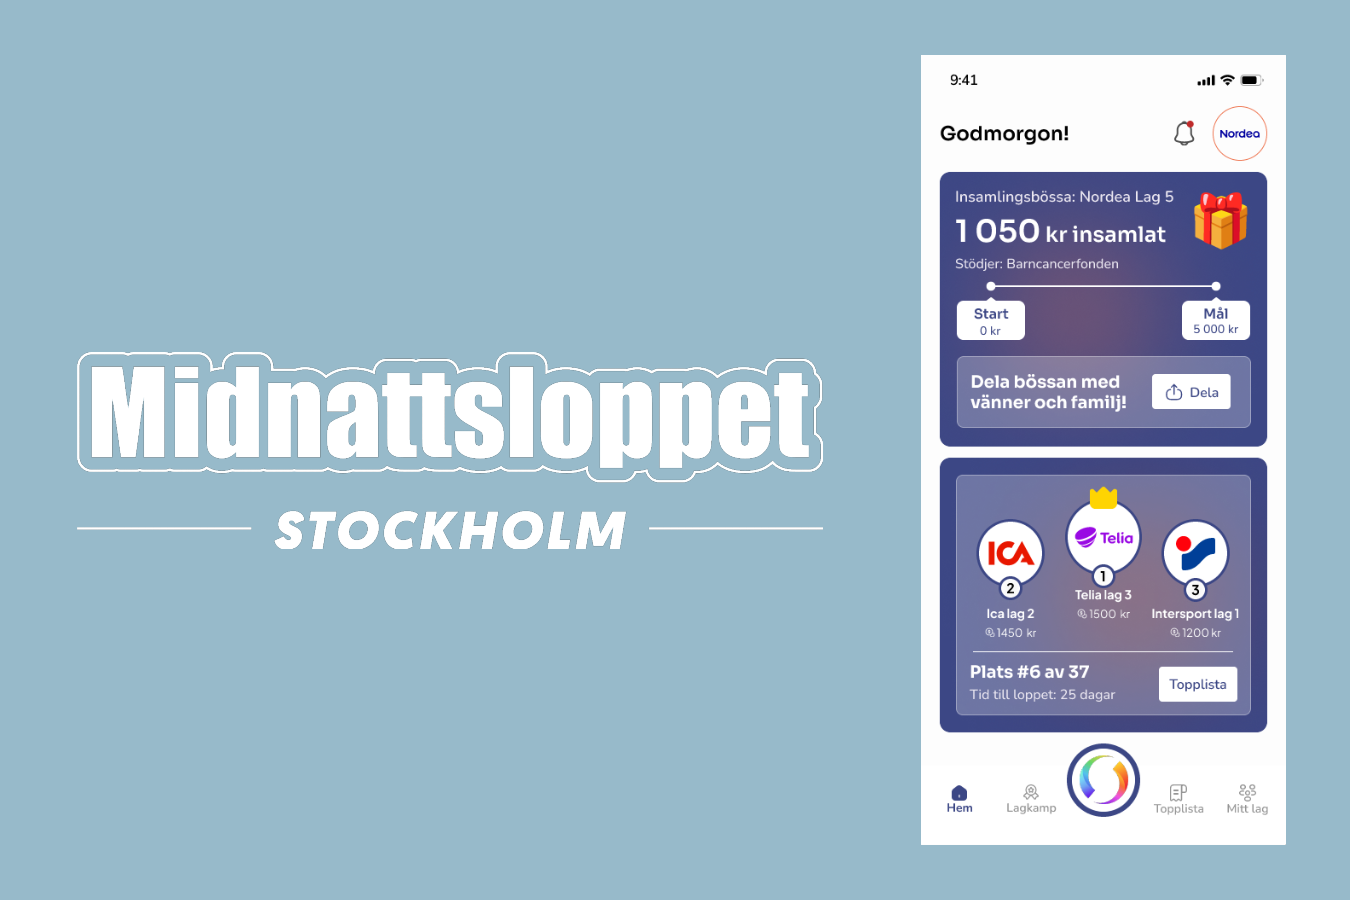 Midnattsloppet
STOCKHOLM
9:41
Godmorgon!
Nordea
Insamlingsbössa: Nordea Lag 5
1 050 kr insamlat
Stödjer: Barncancerfonden
Start
0 kr
Mål
5 000 kr
Dela bössan med
vänner och familj!
Dela
ICA
2
Ica lag 2
1450 kr
Telia
1
Telia lag 3
1500 kr
3
Intersport lag 1
1200 kr
Plats #6 av 37
Tid till loppet: 25 dagar
Topplista
Hem
Lagkamp
Topplista
Mitt lag